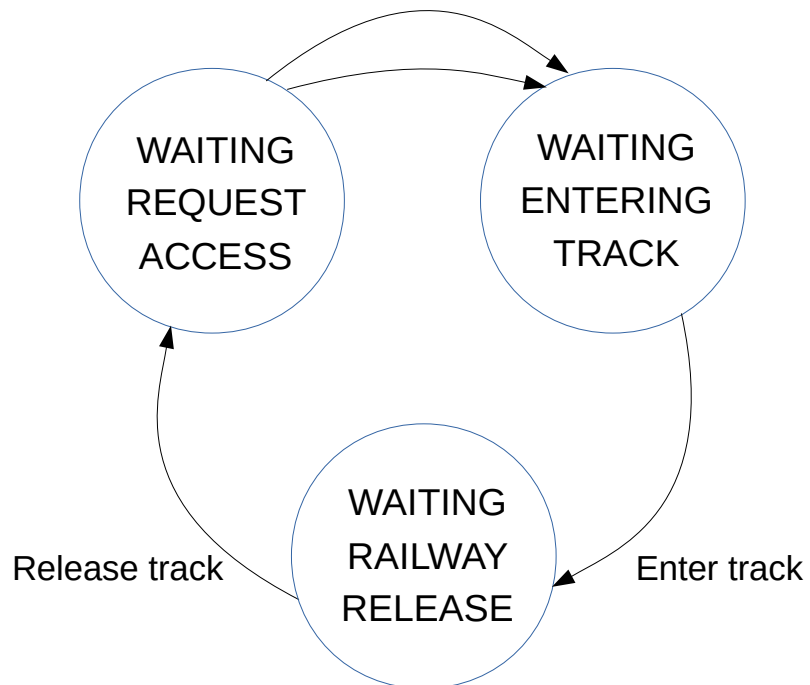 WAITING
REQUEST
ACCESS
WAITING
ENTERING
TRACK
WAITING
RAILWAY
RELEASE
Release track
Enter track